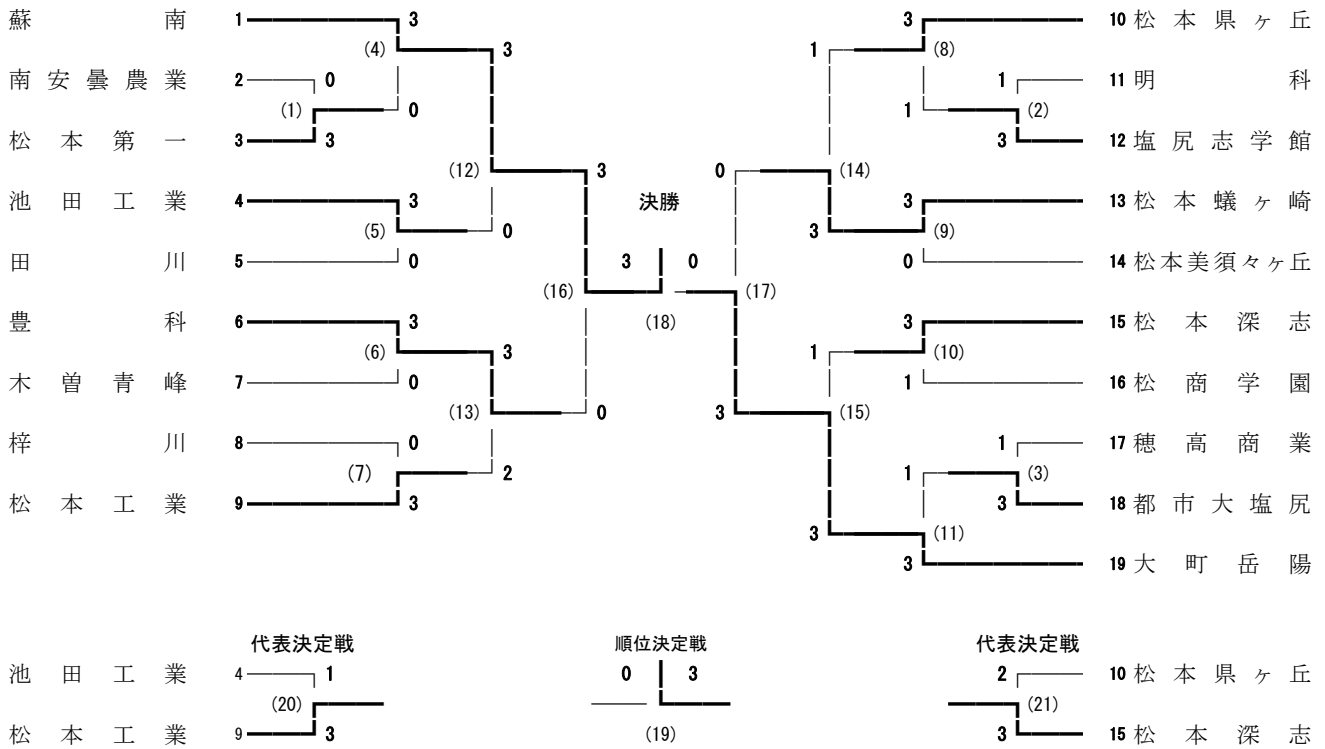 蘇南 1 3 3 10 松本県ヶ丘
(4) 3 1 (8)
南安曇農業 2 0 1 11 明科
(1) 0 1 (2)
松本第一 3 3 3 12 塩尻志学館
(12) 3 0 (14)
池田工業 4 3 決勝 3 13 松本蟻ヶ崎
(5) 0 3 (9)
田川 5 0 3 0 0 14 松本美須々ヶ丘
(16) (17)
豊科 6 3 (18) 3 15 松本深志
(6) 3 1 (10)
木曽青峰 7 0 1 16 松商学園
(13) 0 3 (15)
梓川 8 0 1 17 穂高商業
(7) 2 1 (3)
松本工業 9 3 3 18 都市大塩尻
3 (11)
3 19 大町岳陽
代表決定戦 順位決定戦 代表決定戦
池田工業 4 1 0 3 2 10 松本県ヶ丘
(20) (21)
松本工業 9 3 (19) 3 15 松本深志